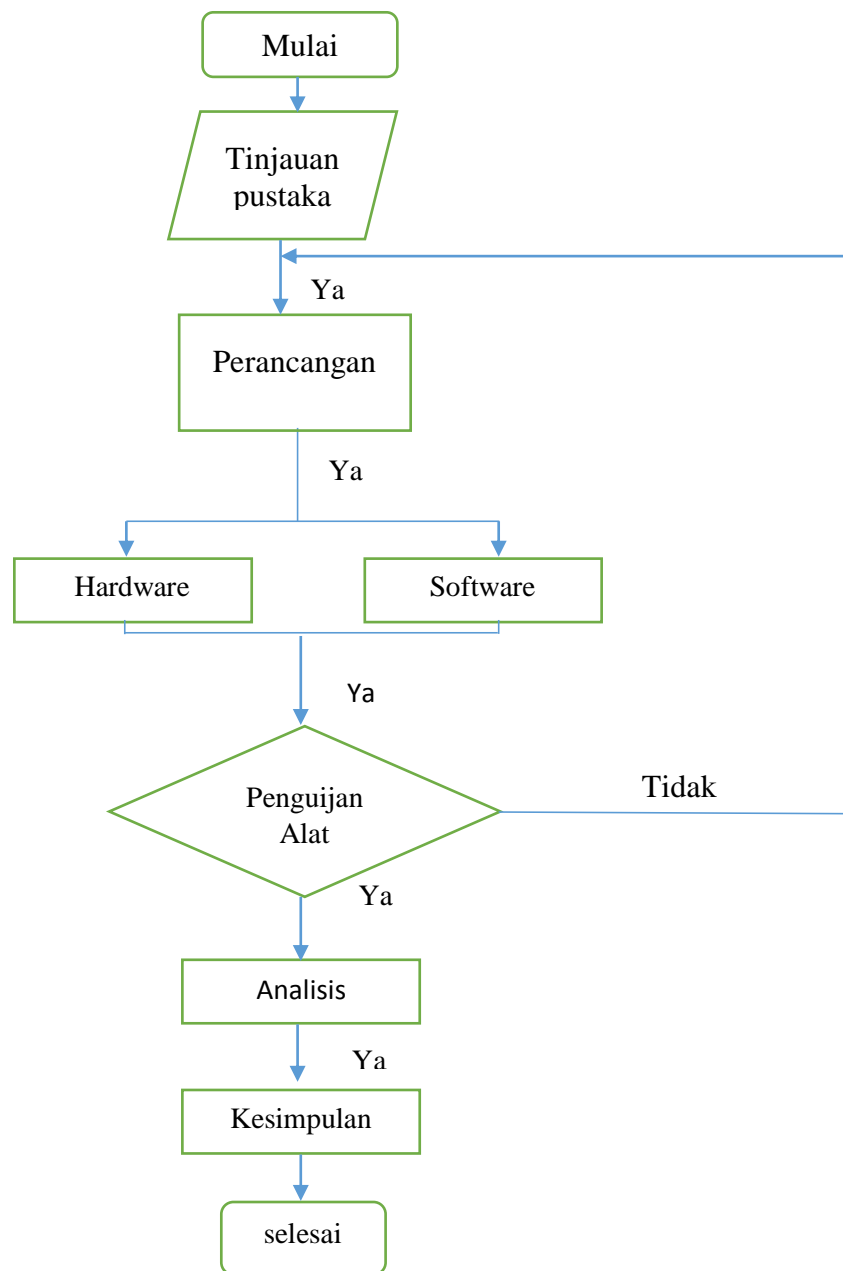 Mulai
Tinjauan
pustaka
Ya
Perancangan
Ya
Hardware
Software
Ya
Penguijan
Alat
Tidak
Ya
Analisis
Ya
Kesimpulan
selesai